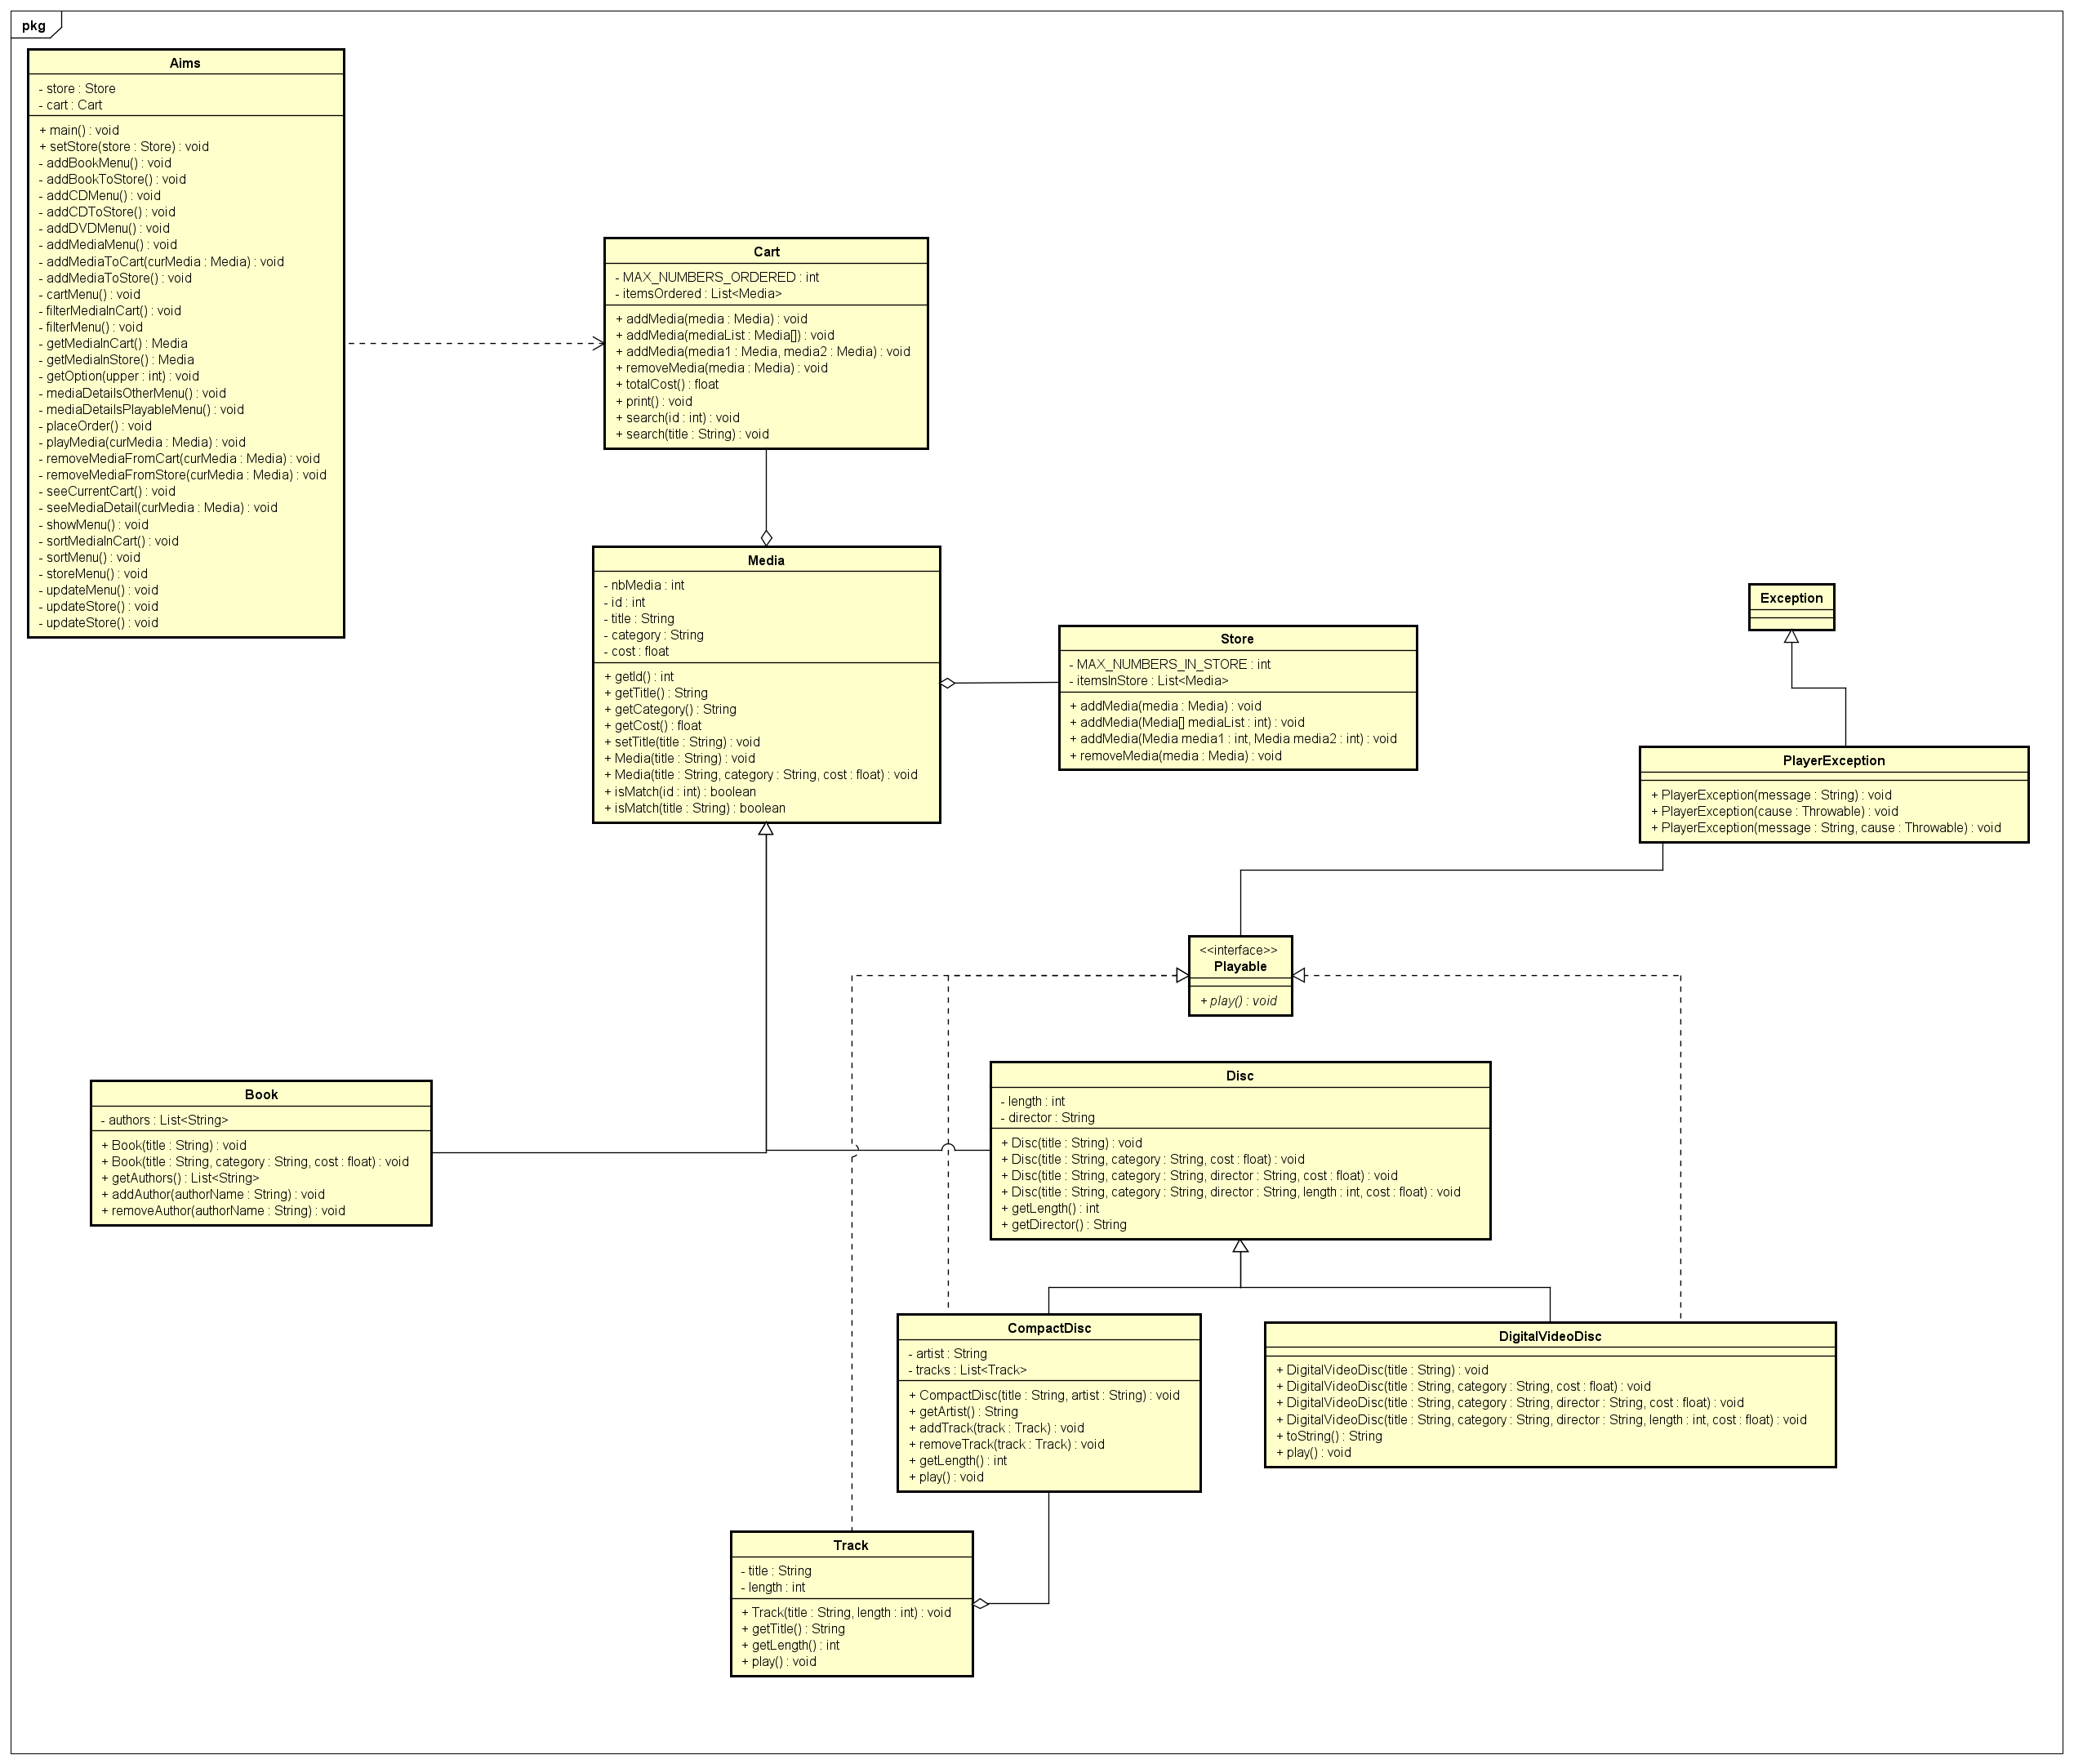 pkg
Aims
- store : Store
- cart : Cart
+ main() : void
+ setStore(store : Store) : void
- addBookMenu() : void
- addBookToStore() : void
- addCDMenu() : void
- addCDToStore() : void
- addDVDMenu() : void
- addMediaMenu() : void
- addMediaToCart(curMedia : Media) : void
- addMediaToStore() : void
- cartMenu() : void
- filterMediaInCart() : void
- filterMenu() : void
- getMediaInCart() : Media
- getMediaInStore() : Media
- getOption(upper : int) : void
- mediaDetailsOtherMenu() : void
- mediaDetailsPlayableMenu() : void
- placeOrder() : void
- playMedia(curMedia : Media) : void
- removeMediaFromCart(curMedia : Media) : void
- removeMediaFromStore(curMedia : Media) : void
- seeCurrentCart() : void
- seeMediaDetail(curMedia : Media) : void
- showMenu() : void
- sortMediaInCart() : void
- sortMenu() : void
- storeMenu() : void
- updateMenu() : void
- updateStore() : void
- updateStore() : void
Cart
- MAX_NUMBERS_ORDERED : int
- itemsOrdered : List<Media>
+ addMedia(media : Media) : void
+ addMedia(mediaList : Media[]) : void
+ addMedia(media1 : Media, media2 : Media) : void
+ removeMedia(media : Media) : void
+ totalCost() : float
+ print() : void
+ search(id : int) : void
+ search(title : String) : void
Media
- nbMedia : int
- id : int
- title : String
- category : String
- cost : float
+ getId() : int
+ getTitle() : String
+ getCategory() : String
+ getCost() : float
+ setTitle(title : String) : void
+ Media(title : String) : void
+ Media(title : String, category : String, cost : float) : void
+ isMatch(id : int) : boolean
+ isMatch(title : String) : boolean
Store
- MAX_NUMBERS_IN_STORE : int
- itemsInStore : List<Media>
+ addMedia(media : Media) : void
+ addMedia(Media[] mediaList : int) : void
+ addMedia(Media media1 : int, Media media2 : int) : void
+ removeMedia(media : Media) : void
Exception
PlayerException
+ PlayerException(message : String) : void
+ PlayerException(cause : Throwable) : void
+ PlayerException(message : String, cause : Throwable) : void
<<interface>>
Playable
+ play() : void
Book
- authors : List<String>
+ Book(title : String) : void
+ Book(title : String, category : String, cost : float) : void
+ getAuthors() : List<String>
+ addAuthor(authorName : String) : void
+ removeAuthor(authorName : String) : void
Disc
- length : int
- director : String
+ Disc(title : String) : void
+ Disc(title : String, category : String, cost : float) : void
+ Disc(title : String, category : String, director : String, cost : float) : void
+ Disc(title : String, category : String, director : String, length : int, cost : float) : void
+ getLength() : int
+ getDirector() : String
CompactDisc
- artist : String
- tracks : List<Track>
+ CompactDisc(title : String, artist : String) : void
+ getArtist() : String
+ addTrack(track : Track) : void
+ removeTrack(track : Track) : void
+ getLength() : int
+ play() : void
DigitalVideoDisc
+ DigitalVideoDisc(title : String) : void
+ DigitalVideoDisc(title : String, category : String, cost : float) : void
+ DigitalVideoDisc(title : String, category : String, director : String, cost : float) : void
+ DigitalVideoDisc(title : String, category : String, director : String, length : int, cost : float) : void
+ toString() : String
+ play() : void
Track
- title : String
- length : int
+ Track(title : String, length : int) : void
+ getTitle() : String
+ getLength() : int
+ play() : void